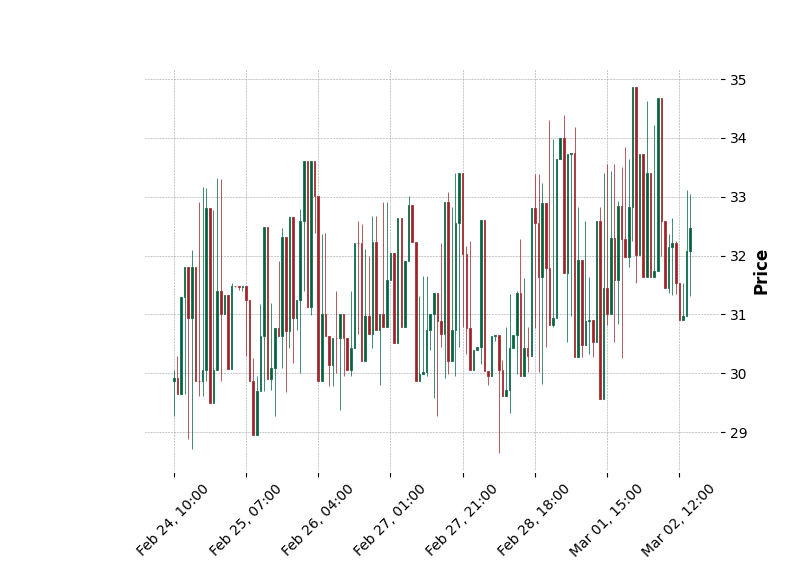 35
34
33
32
31
30
29
Price
Feb 24, 10:00
Feb 25, 07:00
Feb 26, 04:00
Feb 27, 01:00
Feb 27, 21:00
Feb 28, 18:00
Mar 01, 15:00
Mar 02, 12:00